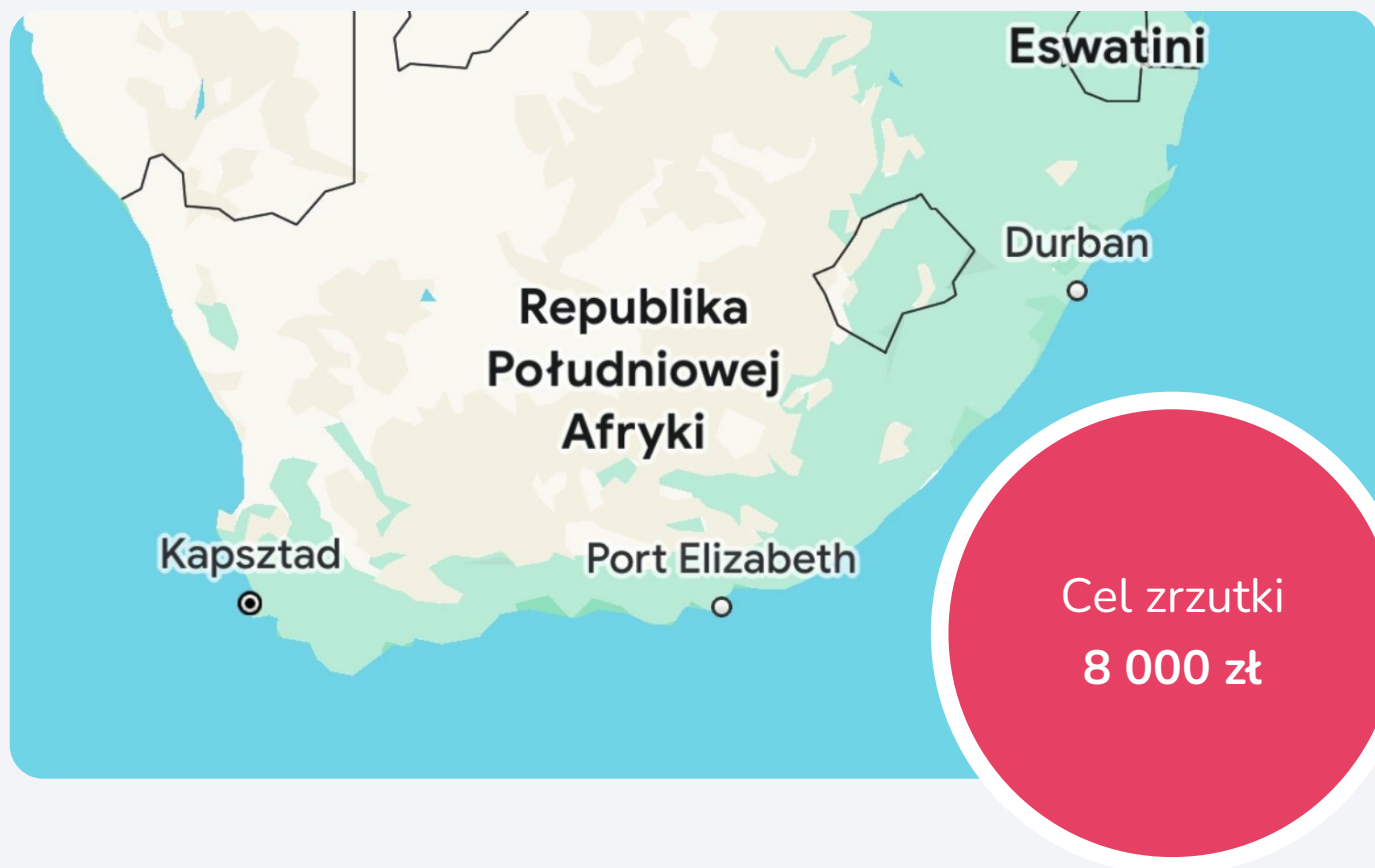 Eswatini
Durban
Republika
Południowej
Afryki
Kapsztad
Port Elizabeth
Cel zrzutki
8 000 zł